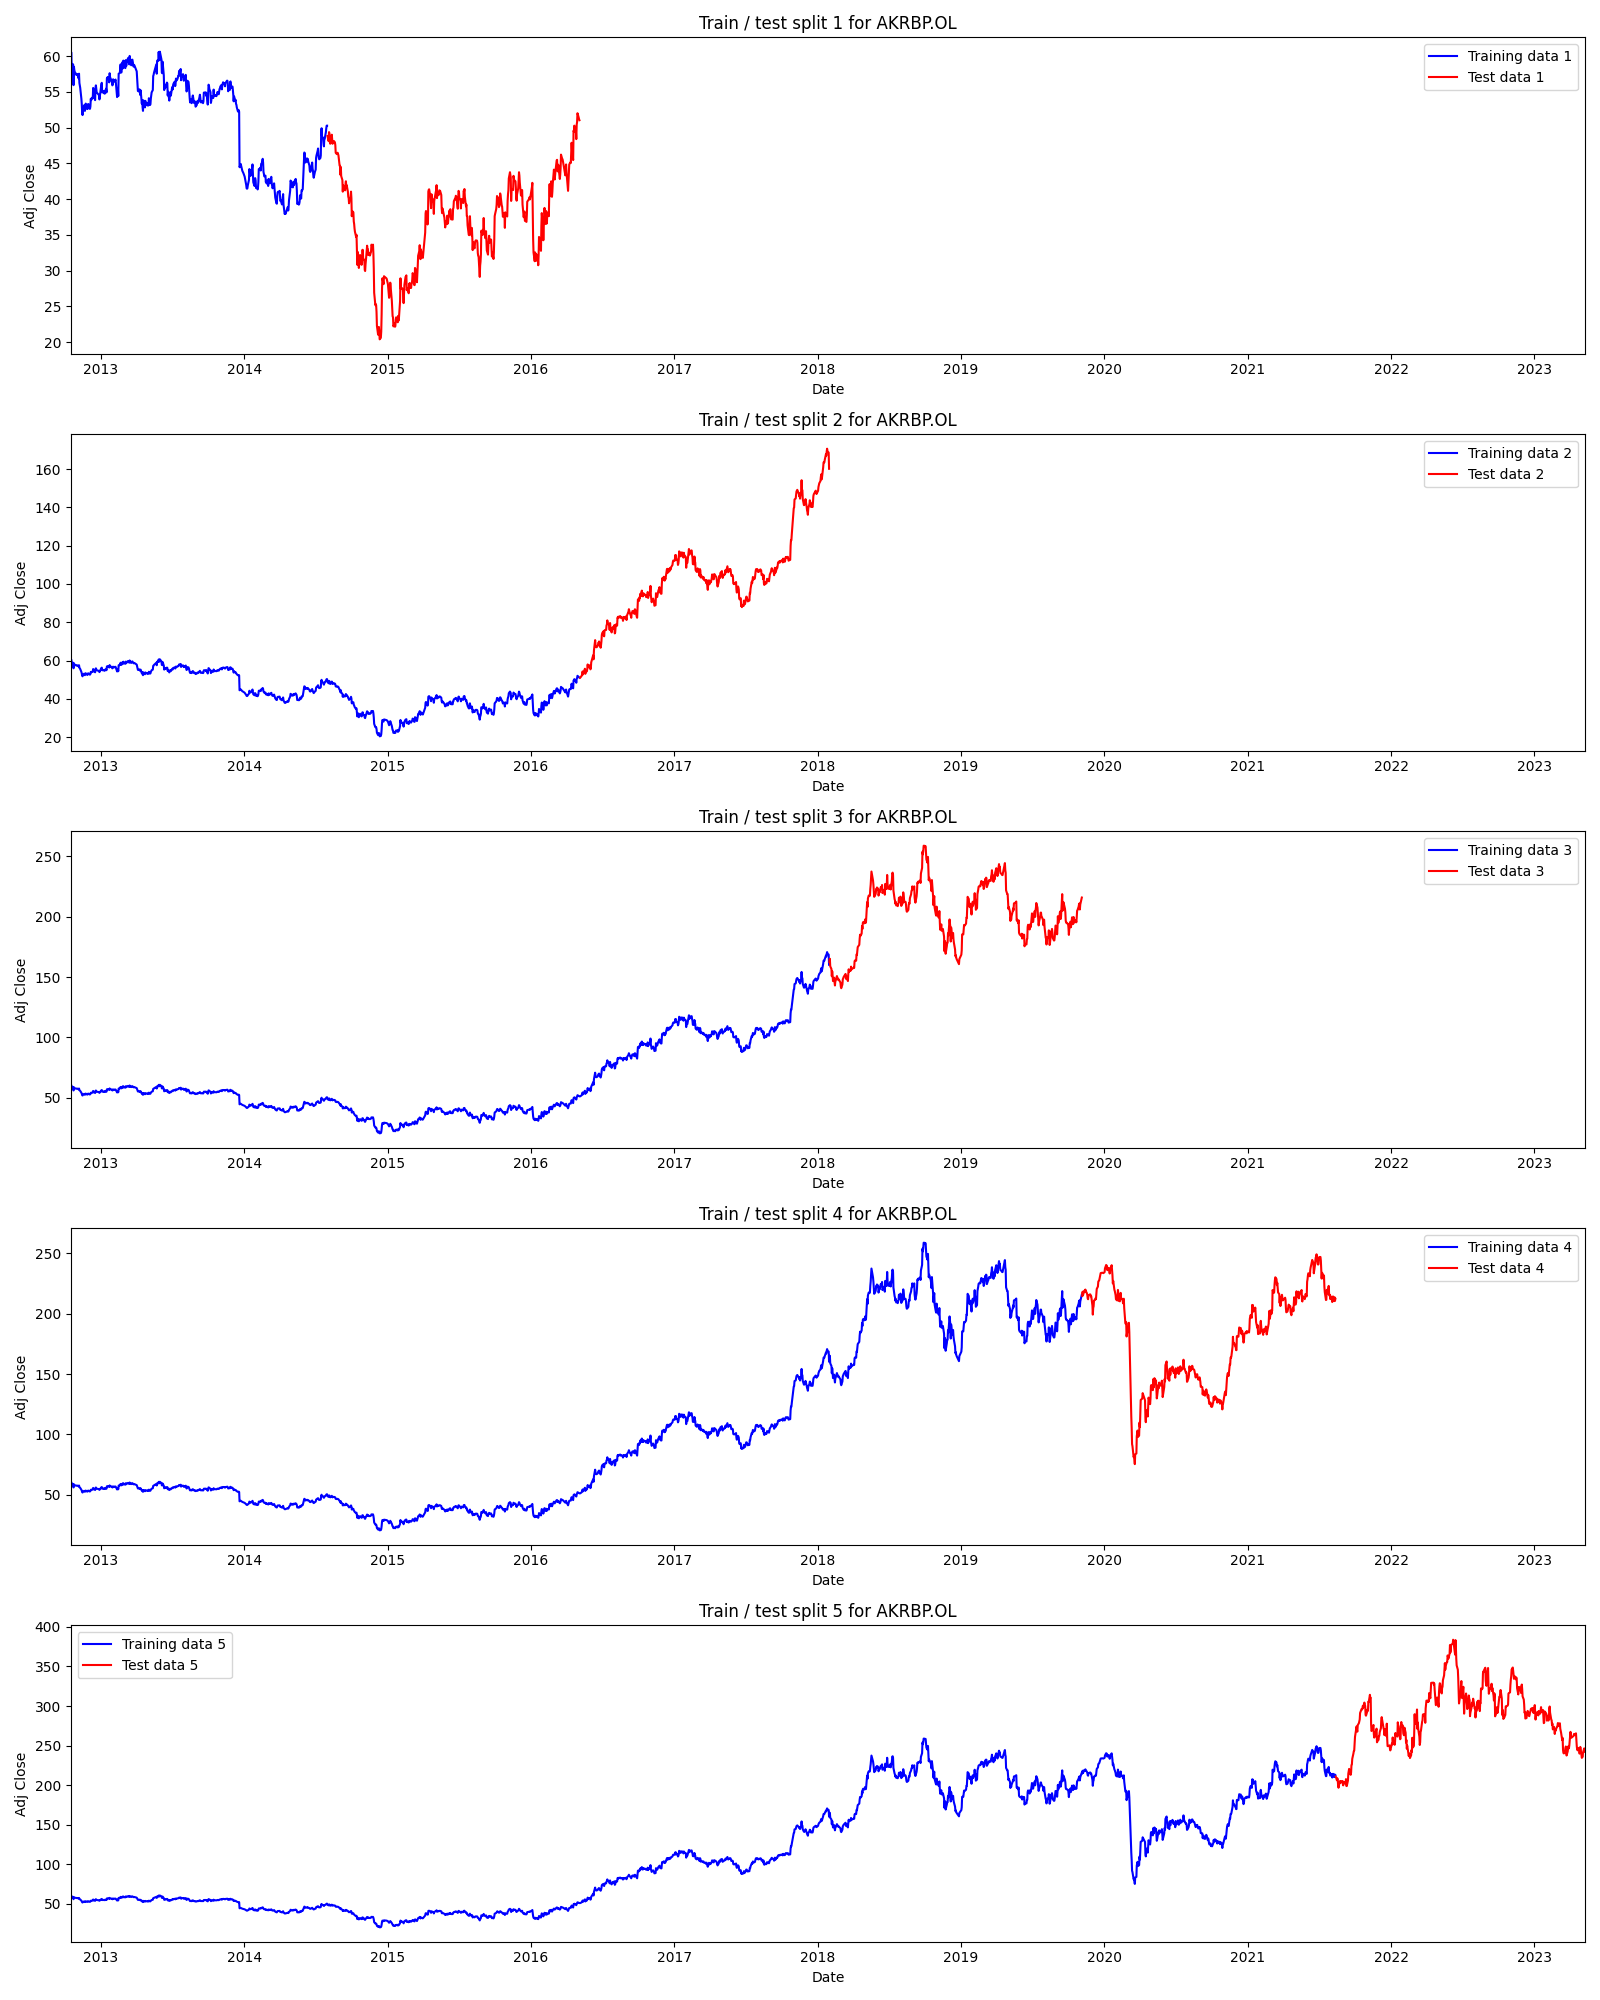 Train / test split 1 for AKRBP.OL
Training data 1
Test data 1
Adj Close
60
55
50
45
40
35
30
25
20
2013 2014 2015 2016 2017 2018 2019 2020 2021 2022 2023
Date
Train / test split 2 for AKRBP.OL
Training data 2
Test data 2
Adj Close
160
140
120
100
80
60
40
20
2013 2014 2015 2016 2017 2018 2019 2020 2021 2022 2023
Date
Train / test split 3 for AKRBP.OL
Training data 3
Test data 3
Adj Close
250
200
150
100
50
2013 2014 2015 2016 2017 2018 2019 2020 2021 2022 2023
Date
Train / test split 4 for AKRBP.OL
Training data 4
Test data 4
Adj Close
250
200
150
100
50
2013 2014 2015 2016 2017 2018 2019 2020 2021 2022 2023
Date
Train / test split 5 for AKRBP.OL
Training data 5
Test data 5
Adj Close
400
350
300
250
200
150
100
50
2013 2014 2015 2016 2017 2018 2019 2020 2021 2022 2023
Date